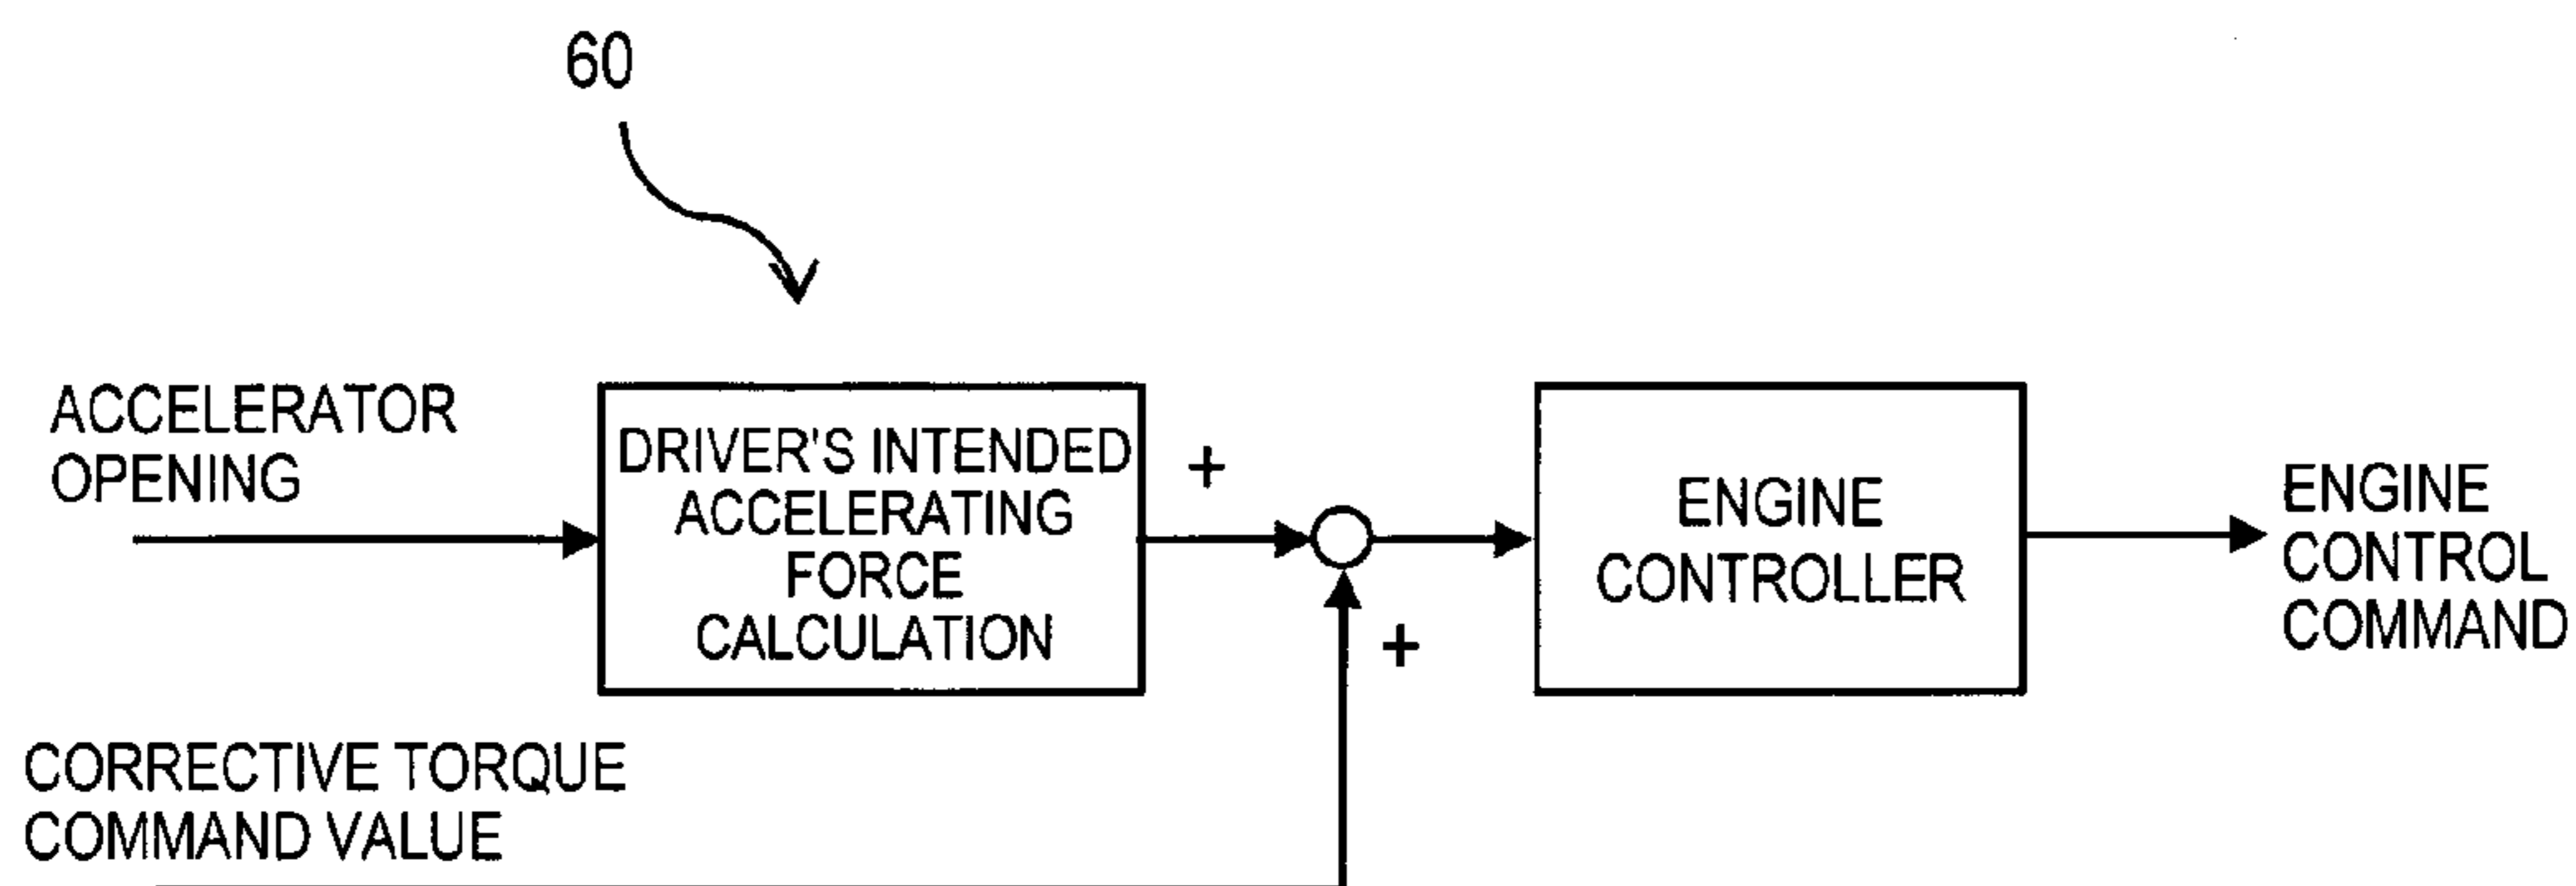 60
ACCELERATOR
OPENING
DRIVER'S INTENDED
ACCELERATING
FORCE
CALCULATION
+
+
ENGINE
CONTROLLER
ENGINE
CONTROL
COMMAND
CORRECTIVE TORQUE
COMMAND VALUE